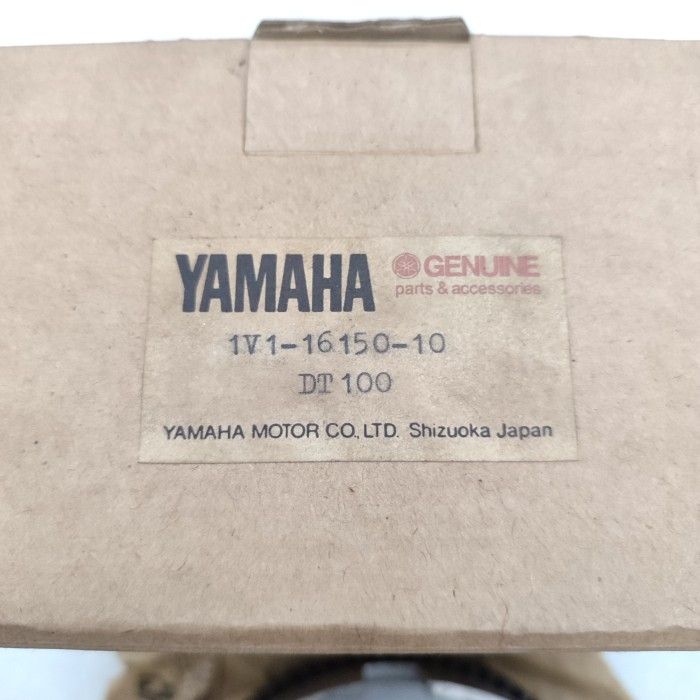 YAMAHA GENUINE
parts & accessories
1V1-16150-10
DT100
YAMAHA MOTOR CO., LTD. Shizuoka Japan